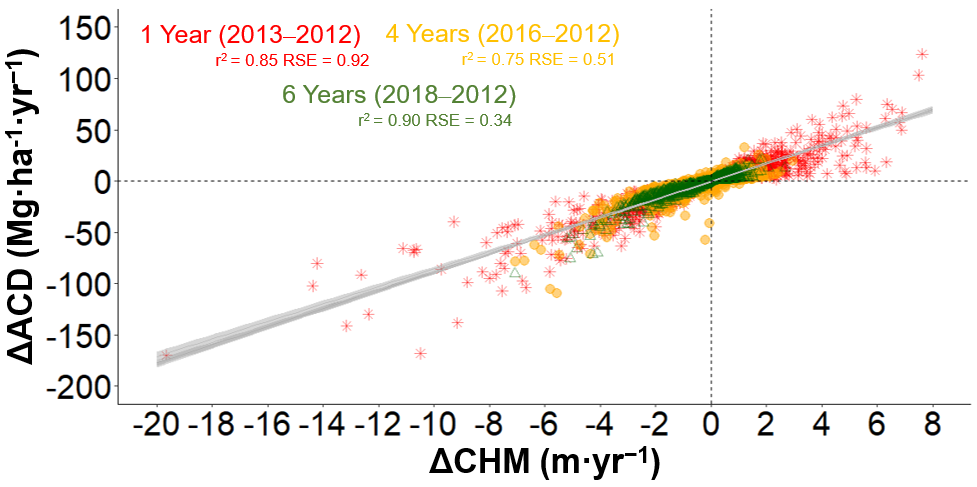 1 Year (2013–2012) 4 Years (2016–2012)
r² = 0.85 RSE = 0.92 r² = 0.75 RSE = 0.51
6 Years (2018–2012)
r² = 0.90 RSE = 0.34
ΔACD (Mg·ha⁻¹·yr⁻¹)
150
100
50
0
-50
-100
-150
-200
-20 -18 -16 -14 -12 -10 -8 -6 -4 -2 0 2 4 6 8
ΔCHM (m·yr⁻¹)